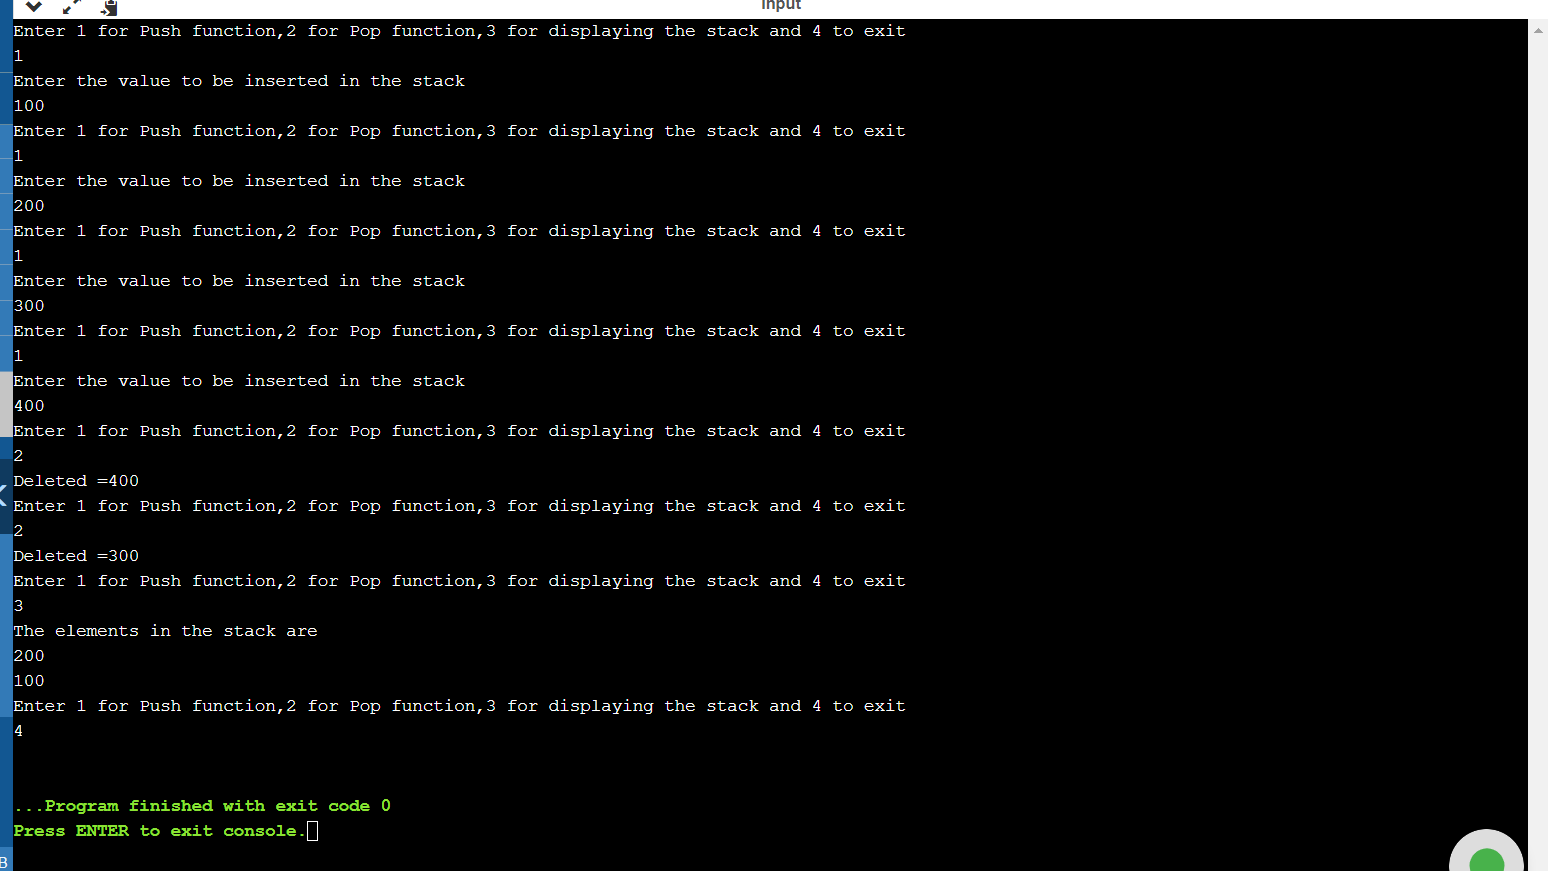 input
Enter 1 for Push function,2 for Pop function,3 for displaying the stack and 4 to exit
1
Enter the value to be inserted in the stack
100
Enter 1 for Push function,2 for Pop function,3 for displaying the stack and 4 to exit
1
Enter the value to be inserted in the stack
200
Enter 1 for Push function,2 for Pop function,3 for displaying the stack and 4 to exit
1
Enter the value to be inserted in the stack
300
Enter 1 for Push function,2 for Pop function,3 for displaying the stack and 4 to exit
1
Enter the value to be inserted in the stack
400
Enter 1 for Push function,2 for Pop function,3 for displaying the stack and 4 to exit
2
Deleted =400
Enter 1 for Push function,2 for Pop function,3 for displaying the stack and 4 to exit
2
Deleted =300
Enter 1 for Push function,2 for Pop function,3 for displaying the stack and 4 to exit
3
The elements in the stack are
200
100
Enter 1 for Push function,2 for Pop function,3 for displaying the stack and 4 to exit
4
...Program finished with exit code 0
Press ENTER to exit console.
B